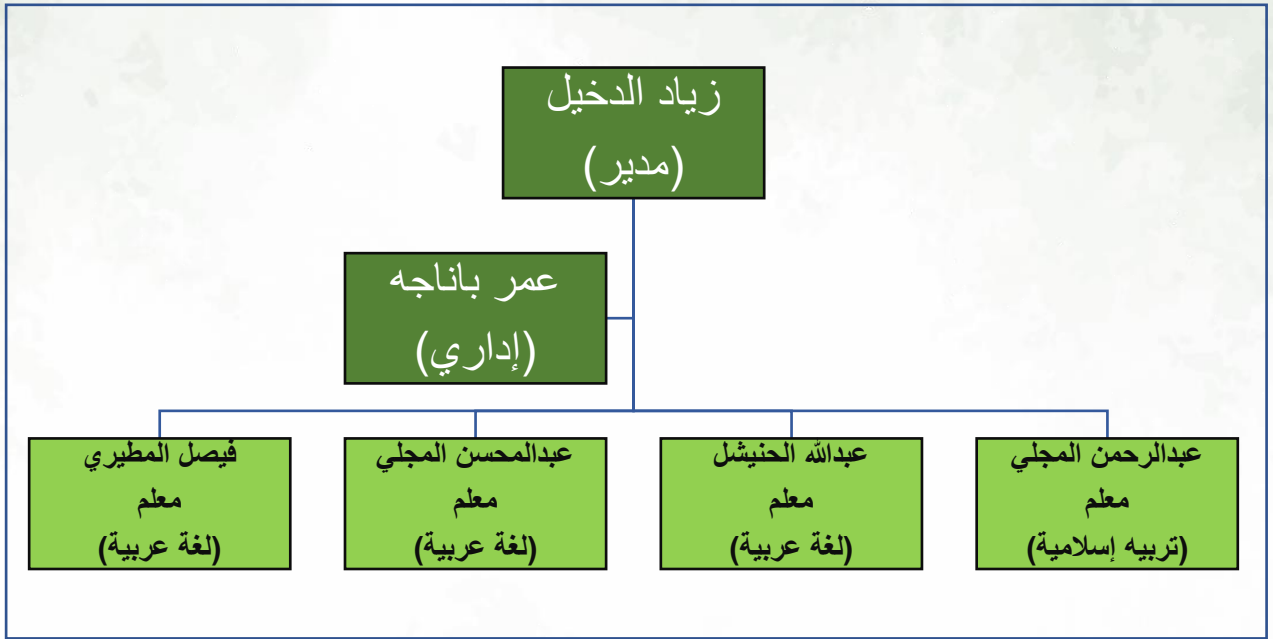 زياد الدخيل
(مدير)
عمر باناجه
(إداري)
عبدالرحمن المجلي
معلم
(تربيه إسلامية)
عبدالله الحنيشل
معلم
(لغة عربية)
عبدالمحسن المجلي
معلم
(لغة عربية)
فيصل المطيري
معلم
(لغة عربية)